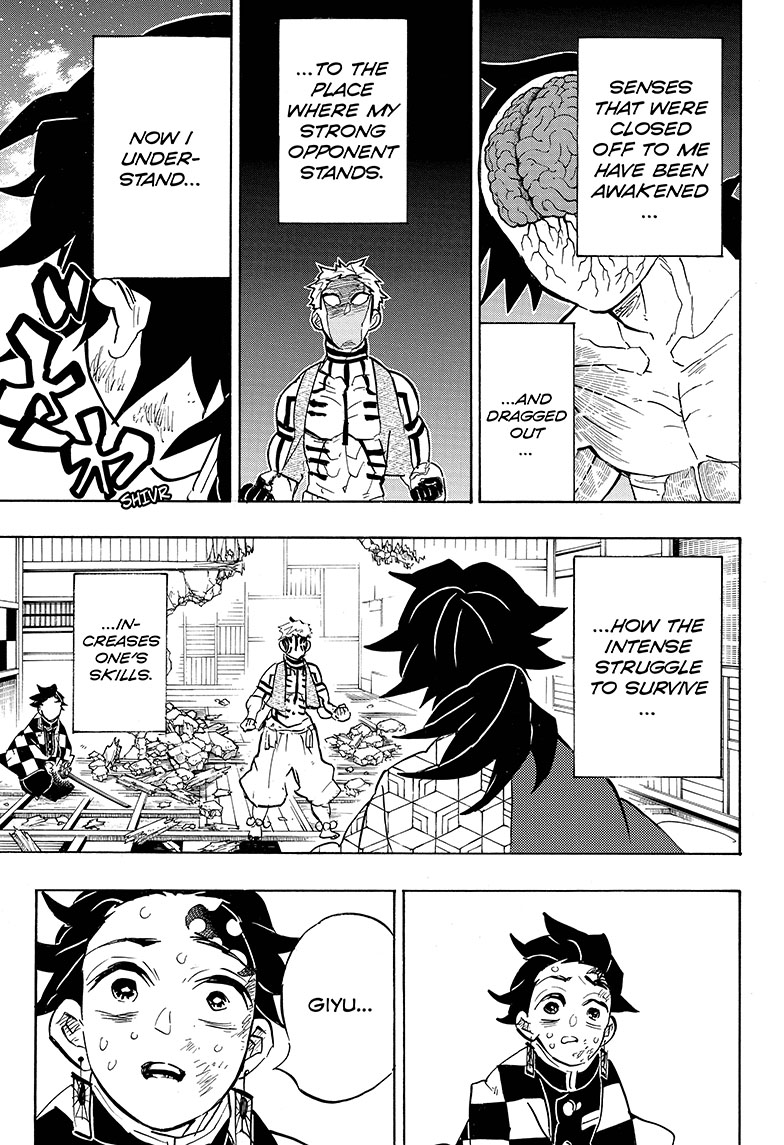 SENSES
THAT WERE
CLOSED
OFF TO ME
HAVE BEEN
AWAKENED
...
...AND
DRAGGED
OUT
...
...TO THE
PLACE
WHERE MY
STRONG
OPPONENT
STANDS.
NOW I
UNDER-
STAND...
SHIVR
...HOW THE
INTENSE
STRUGGLE
TO SURVIVE
...
...IN-
CREASES
ONE'S
SKILLS.
GIYU...